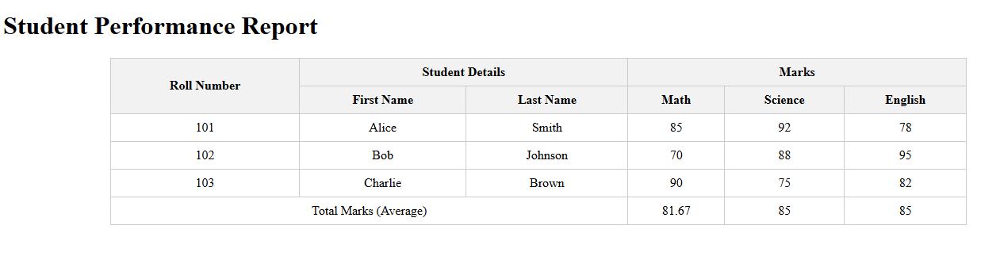 Student Performance Report
Roll Number Student Details Marks
First Name Last Name Math Science English
101 Alice Smith 85 92 78
102 Bob Johnson 70 88 95
103 Charlie Brown 90 75 82
Total Marks (Average) 81.67 85 85